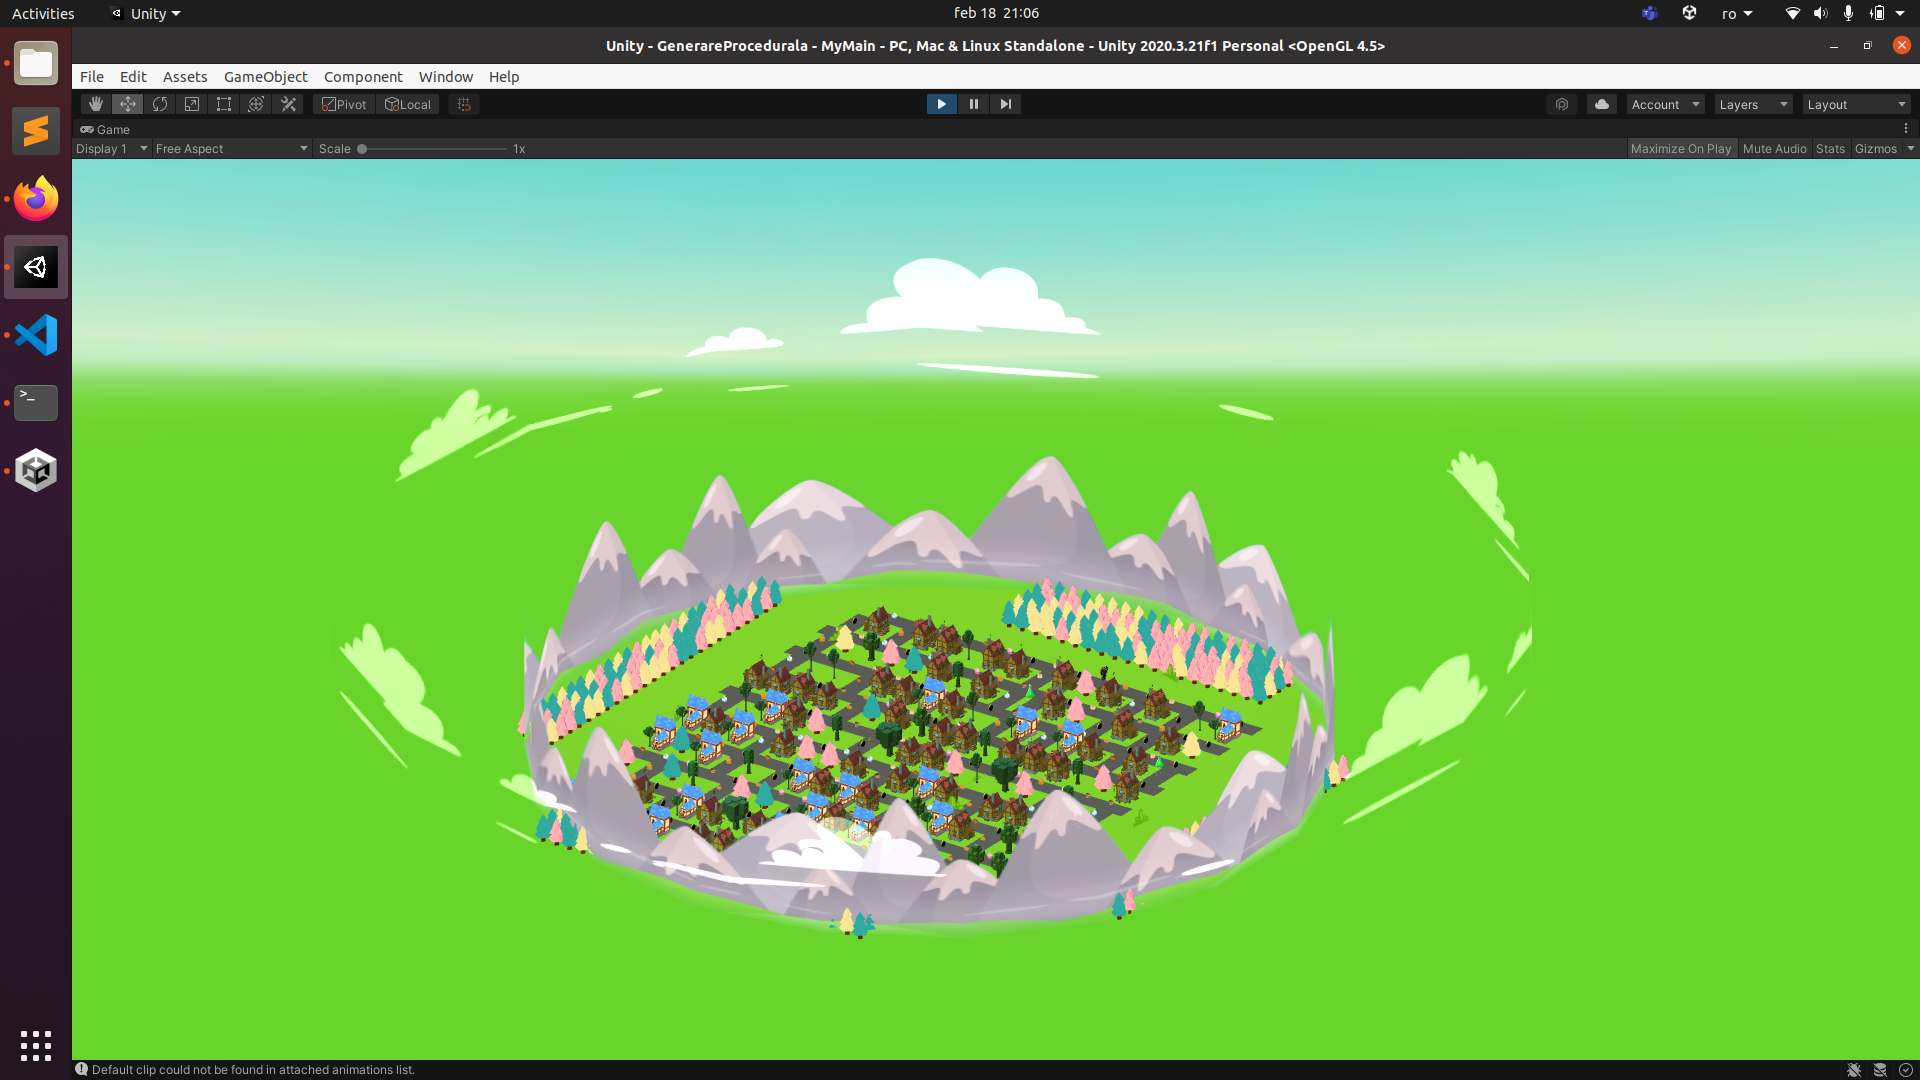 Activities Unity feb 18 21:06 ro
Unity - GenerareProcedurala - MyMain - PC, Mac & Linux Standalone - Unity 2020.3.21f1 Personal <OpenGL 4.5>
File Edit Assets GameObject Component Window Help
Pivot Local Account Layers Layout
Game
Display 1 Free Aspect Scale 1x Maximize On Play Mute Audio Stats Gizmos
>_
Default clip could not be found in attached animations list.